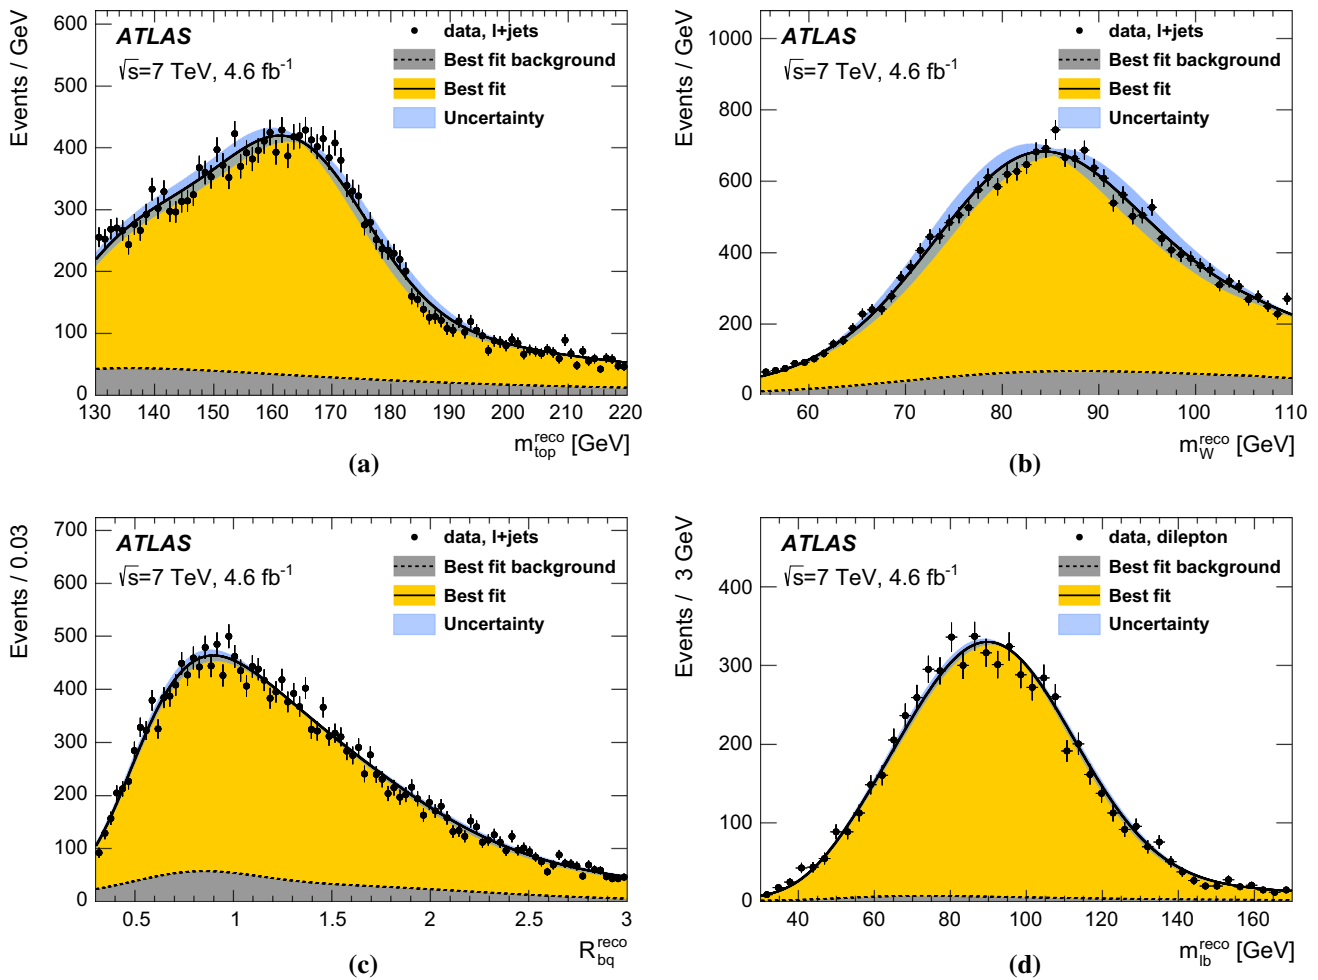 Events / GeV
600
500
400
300
200
100
0
ATLAS
√s=7 TeV, 4.6 fb⁻¹
data, l+jets
Best fit background
Best fit
Uncertainty
130 140 150 160 170 180 190 200 210 220
m_top^reco [GeV]
(a)
Events / GeV
1000
800
600
400
200
0
ATLAS
√s=7 TeV, 4.6 fb⁻¹
data, l+jets
Best fit background
Best fit
Uncertainty
60 70 80 90 100 110
m_W^reco [GeV]
(b)
Events / 0.03
700
600
500
400
300
200
100
0
ATLAS
√s=7 TeV, 4.6 fb⁻¹
data, l+jets
Best fit background
Best fit
Uncertainty
0.5 1 1.5 2 2.5 3
R_bq^reco
(c)
Events / 3 GeV
400
300
200
100
0
ATLAS
√s=7 TeV, 4.6 fb⁻¹
data, dilepton
Best fit background
Best fit
Uncertainty
40 60 80 100 120 140 160
m_lb^reco [GeV]
(d)